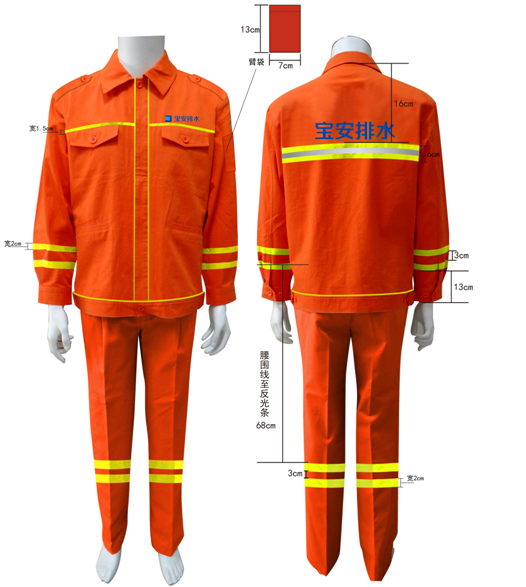 13cm
7cm
臂袋
16cm
宽1.5cm
宝安排水
宝安排水
6cm
宽2cm
3cm
13cm
腰围线至反光条
68cm
3cm
宽2cm